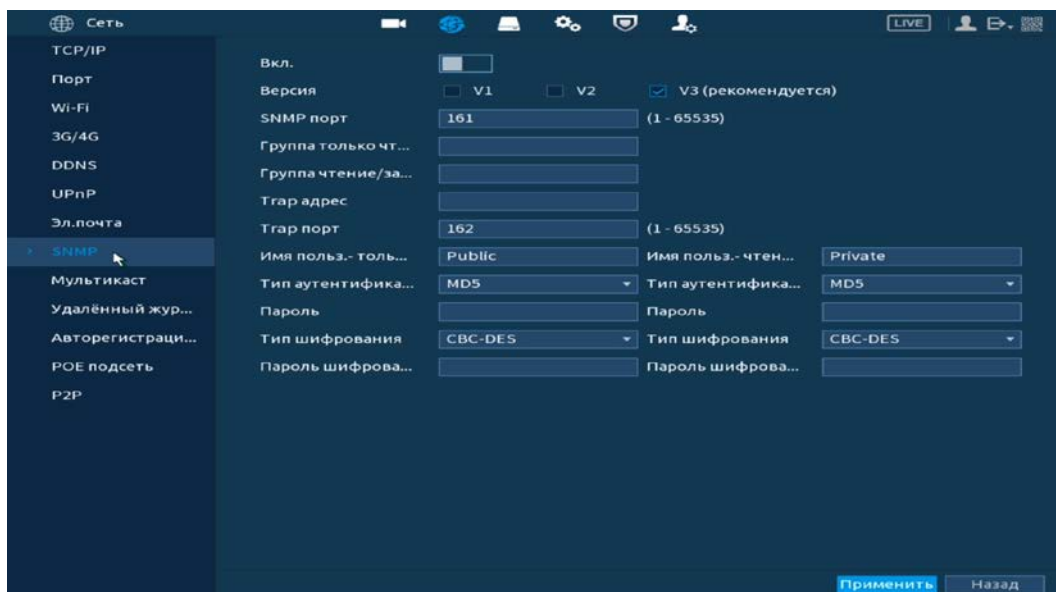 Сеть
LIVE
TCP/IP
Порт
Wi-Fi
3G/4G
DDNS
UPnP
Эл.почта
SNMP
Мультикаст
Удалённый жур...
Авторегистраци...
POE подсеть
P2P
Вкл.
Версия V1 V2 V3 (рекомендуется)
SNMP порт 161 (1 - 65535)
Группа только чт...
Группа чтение/за...
Trap адрес
Trap порт 162 (1 - 65535)
Имя польз.- толь... Public Имя польз.- чтен... Private
Тип аутентифика... MD5 Тип аутентифика... MD5
Пароль Пароль
Тип шифрования CBC-DES Тип шифрования CBC-DES
Пароль шифрова... Пароль шифрова...
Применить Назад